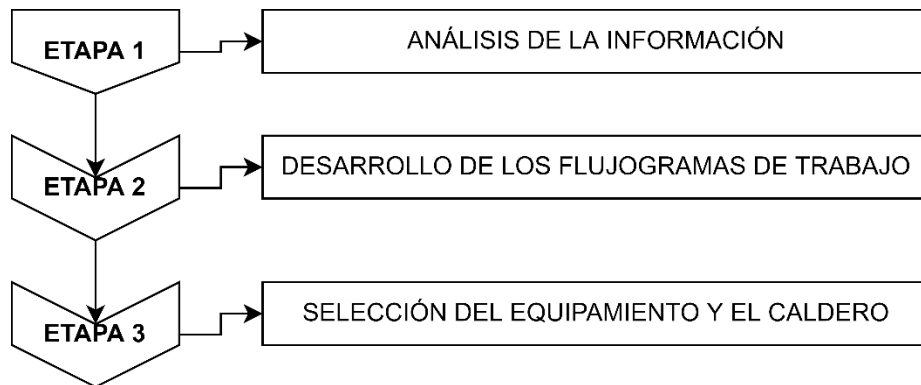 ETAPA 1
ANÁLISIS DE LA INFORMACIÓN
ETAPA 2
DESARROLLO DE LOS FLUJOGRAMAS DE TRABAJO
ETAPA 3
SELECCIÓN DEL EQUIPAMIENTO Y EL CALDERO